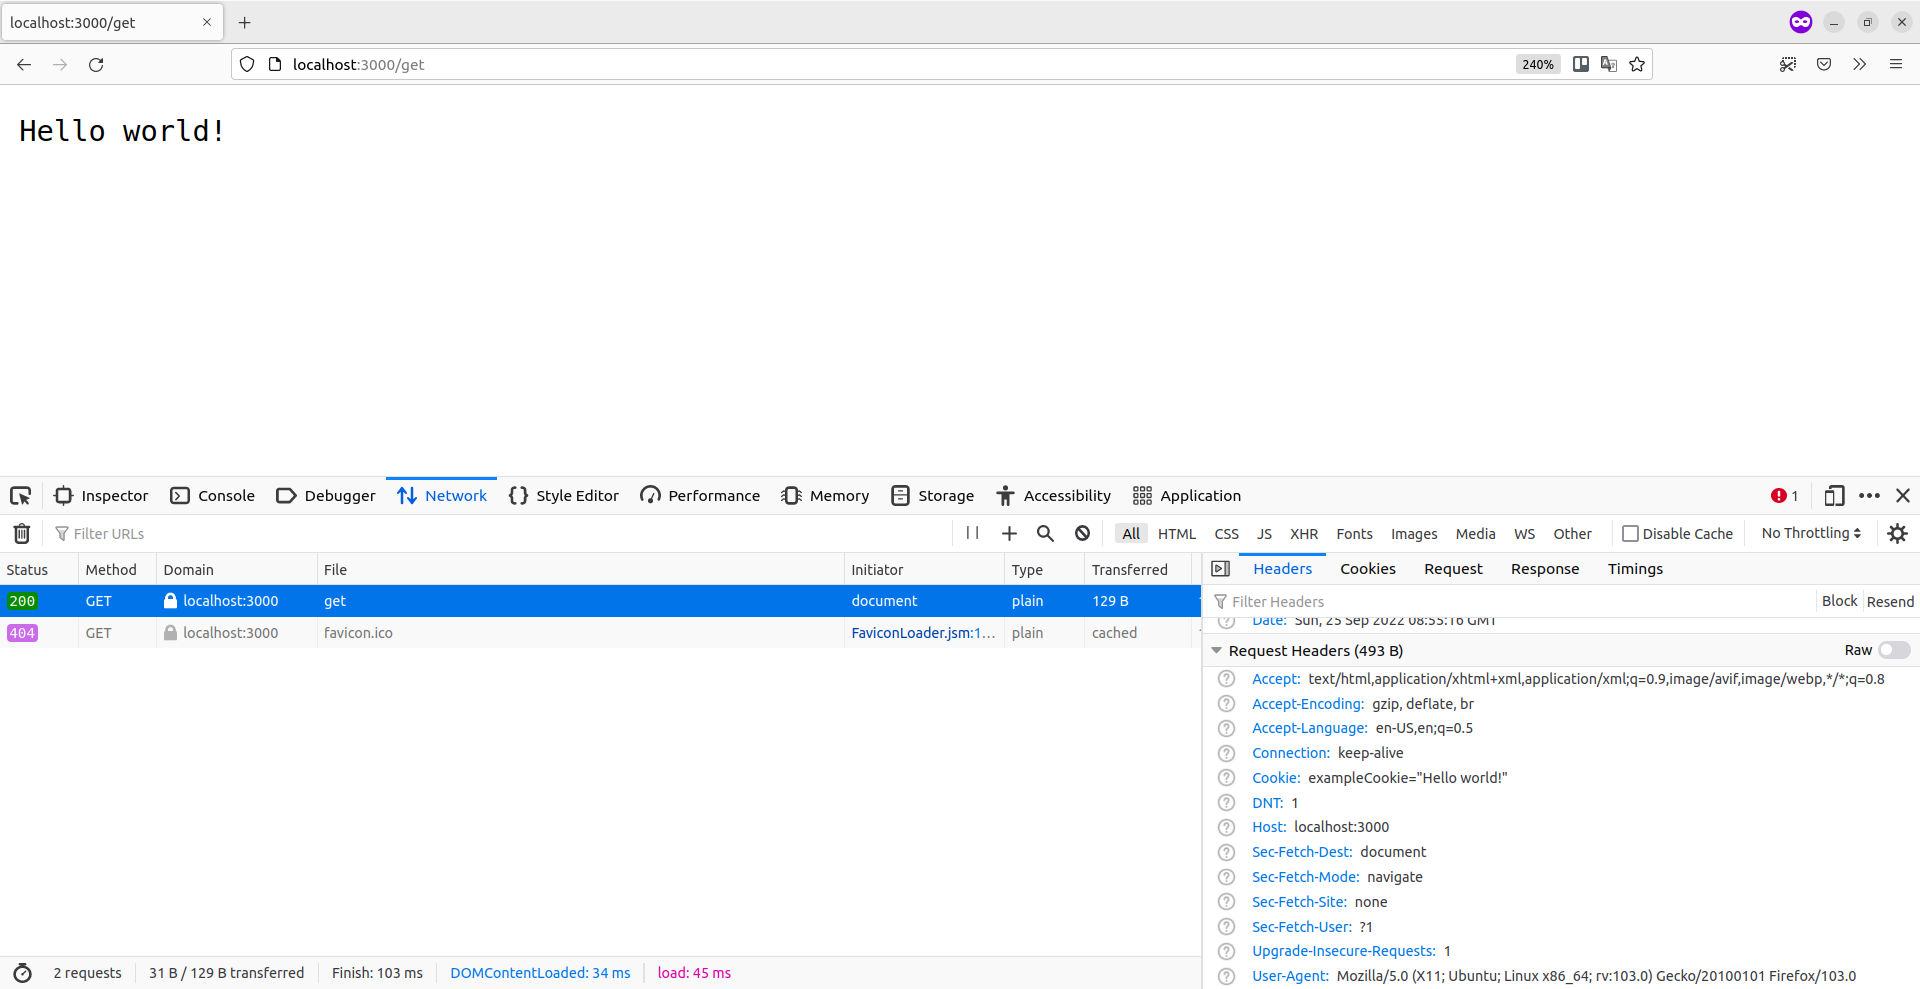 localhost:3000/get
localhost:3000/get 240%
Hello world!
Inspector Console Debugger Network Style Editor Performance Memory Storage Accessibility Application 1
Filter URLs All HTML CSS JS XHR Fonts Images Media WS Other Disable Cache No Throttling
Status Method Domain File Initiator Type Transferred
200 GET localhost:3000 get document plain 129 B
404 GET localhost:3000 favicon.ico FaviconLoader.jsm:1… plain cached
2 requests 31 B / 129 B transferred Finish: 103 ms DOMContentLoaded: 34 ms load: 45 ms
Headers Cookies Request Response Timings
Filter Headers Block Resend
Date: Sun, 25 Sep 2022 08:53:16 GMT
Request Headers (493 B) Raw
Accept: text/html,application/xhtml+xml,application/xml;q=0.9,image/avif,image/webp,*/*;q=0.8
Accept-Encoding: gzip, deflate, br
Accept-Language: en-US,en;q=0.5
Connection: keep-alive
Cookie: exampleCookie="Hello world!"
DNT: 1
Host: localhost:3000
Sec-Fetch-Dest: document
Sec-Fetch-Mode: navigate
Sec-Fetch-Site: none
Sec-Fetch-User: ?1
Upgrade-Insecure-Requests: 1
User-Agent: Mozilla/5.0 (X11; Ubuntu; Linux x86_64; rv:103.0) Gecko/20100101 Firefox/103.0